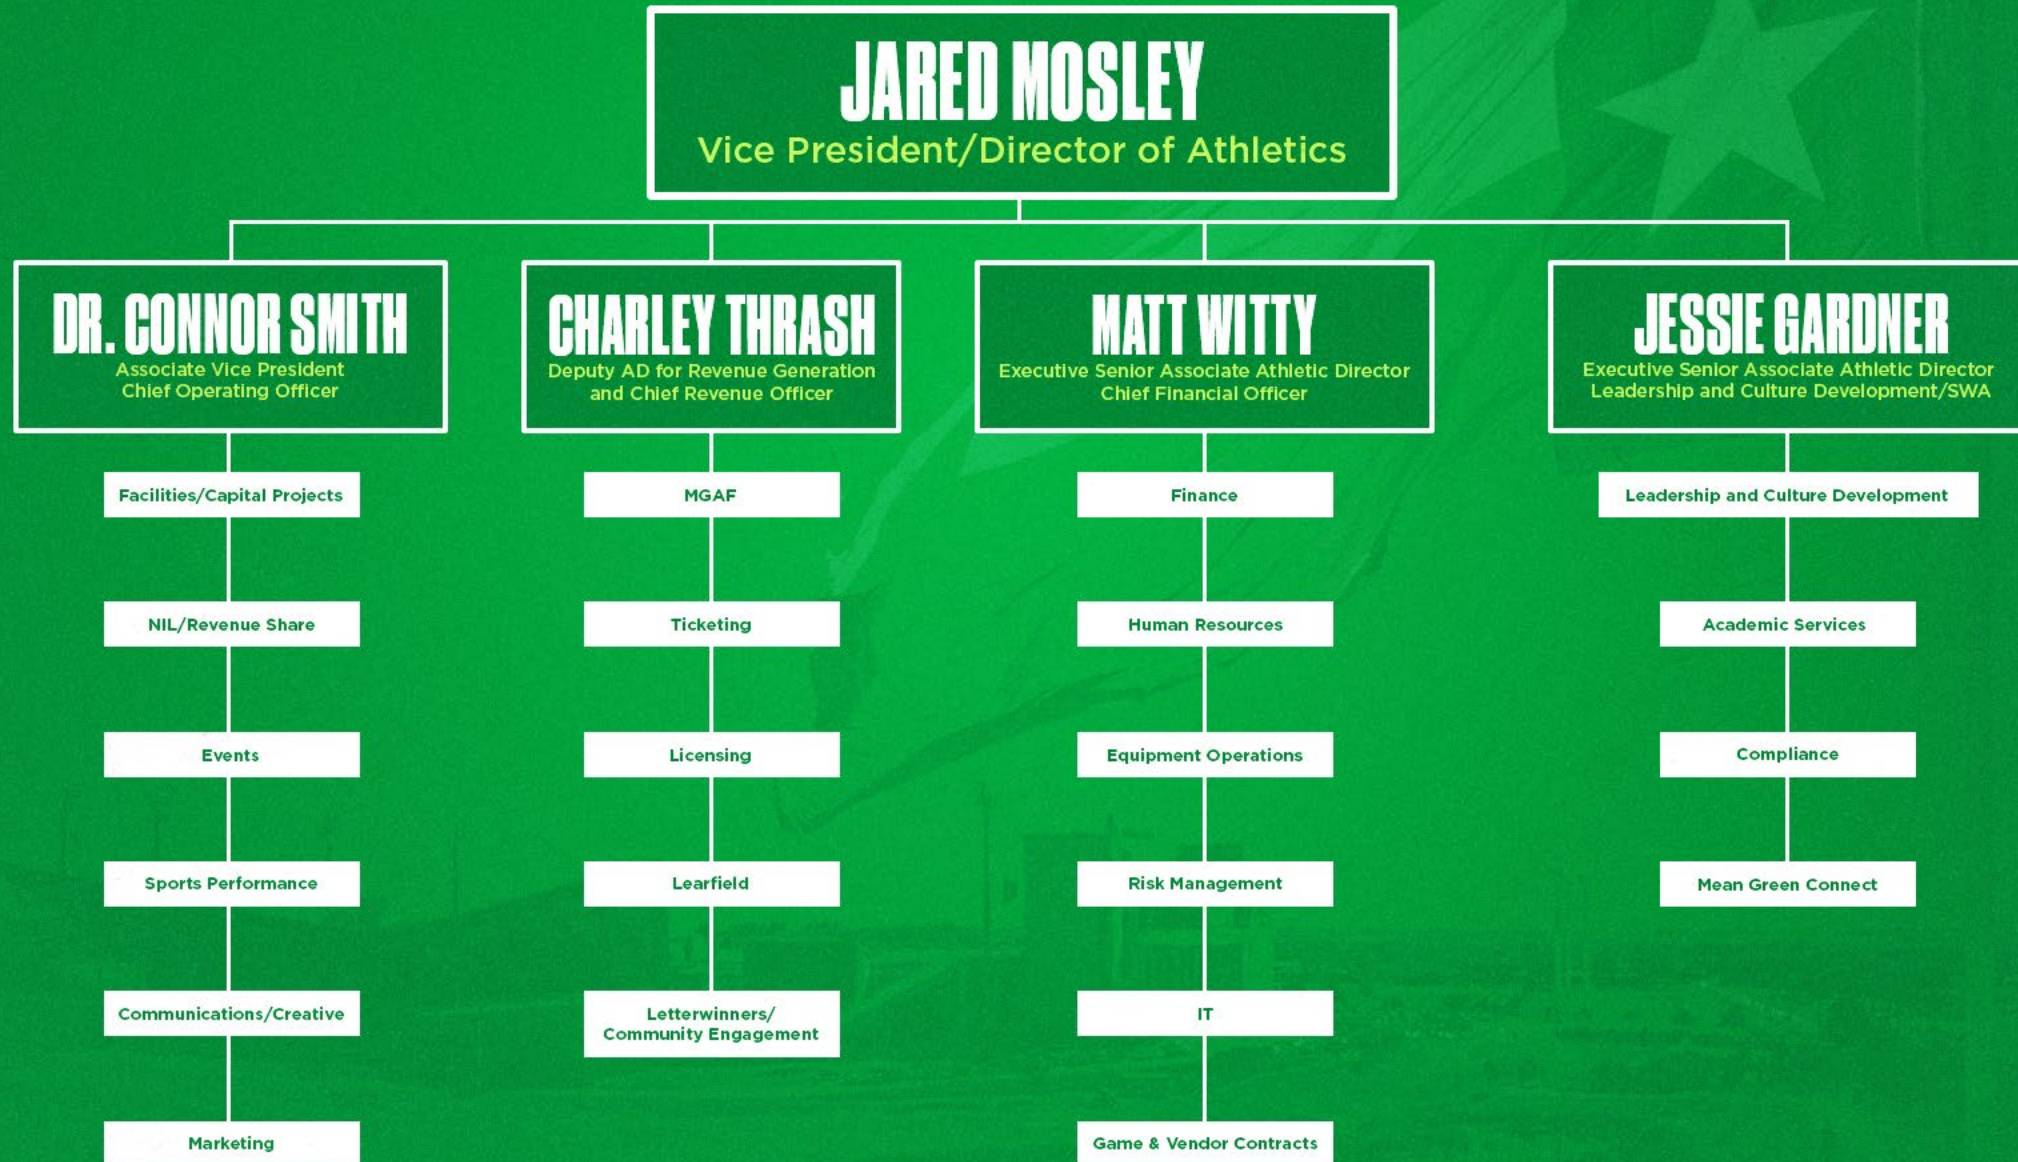 JARED MOSLEY
Vice President/Director of Athletics
DR. CONNOR SMITH
Associate Vice President
Chief Operating Officer
Facilities/Capital Projects
NIL/Revenue Share
Events
Sports Performance
Communications/Creative
Marketing
CHARLEY THRASH
Deputy AD for Revenue Generation
and Chief Revenue Officer
MGAF
Ticketing
Licensing
Learfield
Letterwinners/
Community Engagement
MATT WITTY
Executive Senior Associate Athletic Director
Chief Financial Officer
Finance
Human Resources
Equipment Operations
Risk Management
IT
Game & Vendor Contracts
JESSIE GARDNER
Executive Senior Associate Athletic Director
Leadership and Culture Development/SWA
Leadership and Culture Development
Academic Services
Compliance
Mean Green Connect